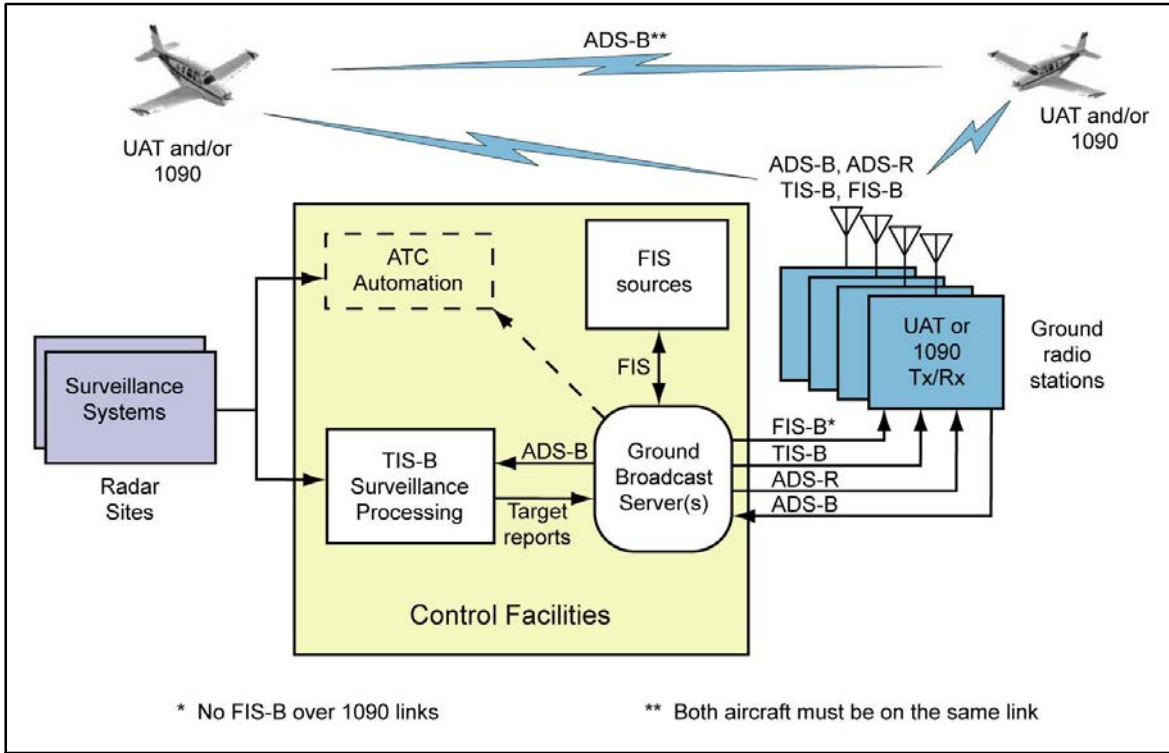 ADS-B**
UAT and/or
1090
UAT and/or
1090
ADS-B, ADS-R
TIS-B, FIS-B
ATC
Automation
FIS
sources
UAT or
1090
Tx/Rx
Ground
radio
stations
Surveillance
Systems
Radar
Sites
FIS
TIS-B
Surveillance
Processing
ADS-B
Target
reports
Ground
Broadcast
Server(s)
FIS-B*
TIS-B
ADS-R
ADS-B
Control Facilities
* No FIS-B over 1090 links
** Both aircraft must be on the same link